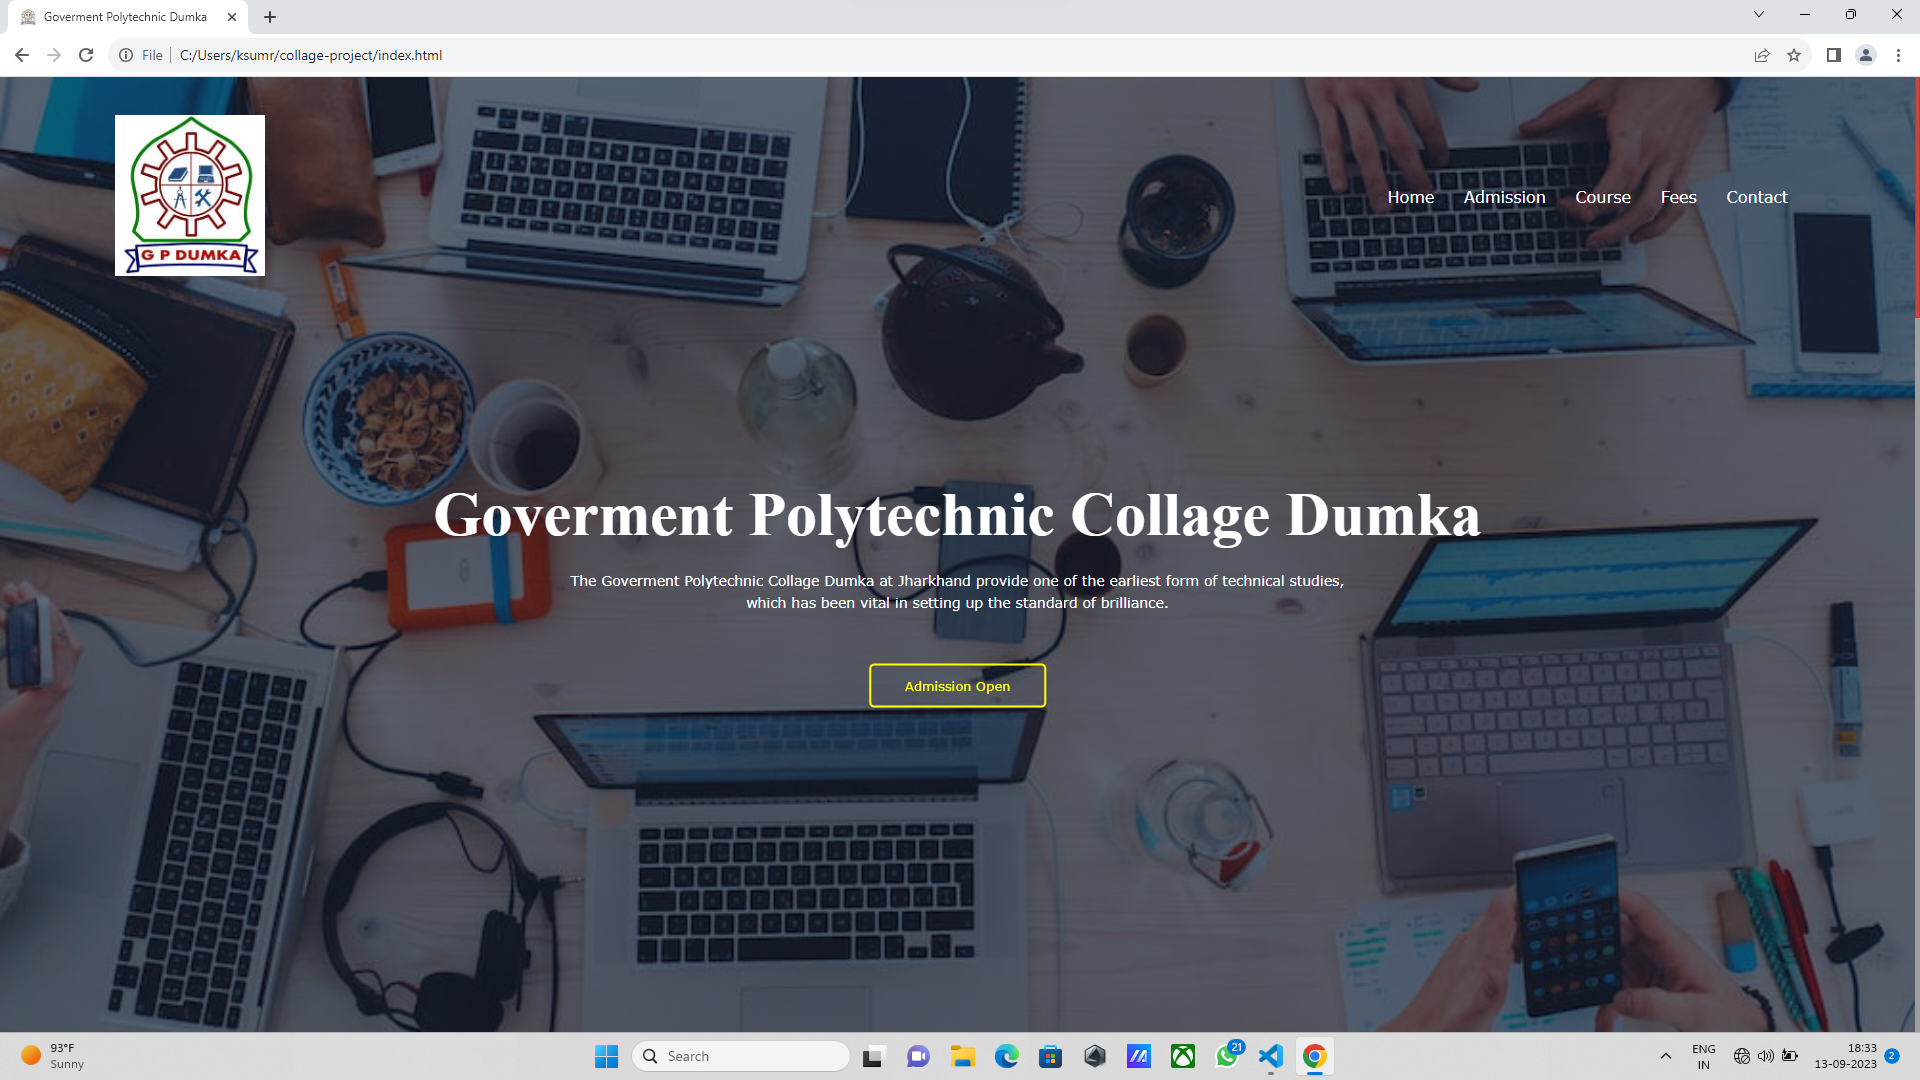 Goverment Polytechnic Dumka
File
C:/Users/ksumr/collage-project/index.html
G P DUMKA
Home Admission Course Fees Contact
Goverment Polytechnic Collage Dumka
The Goverment Polytechnic Collage Dumka at Jharkhand provide one of the earliest form of technical studies,
which has been vital in setting up the standard of brilliance.
Admission Open
93°F
Sunny
Search
21
ENG
IN
18:33
13-09-2023
2